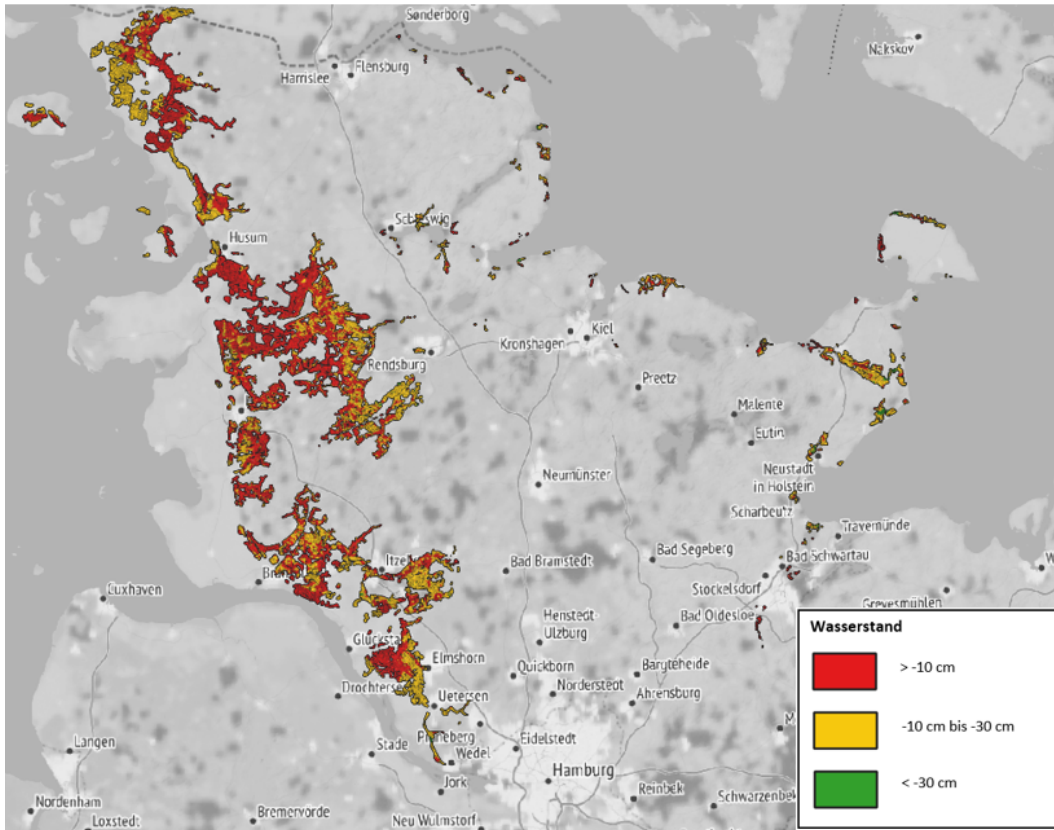 Sønderborg
Nakskov
Harrislee
Flensburg
Schleswig
Husum
Kiel
Kronshagen
Rendsburg
Preetz
Malente
Eutin
Neumünster
Neustadt
in Holstein
Scharbeutz
Travemünde
Bad Segeberg
Bad Schwartau
Itze
Bad Bramstedt
Stockelsdorf
Cuxhaven
Grevesmühlen
Henstedt-
Ulzburg
Bad Oldesloe
Glücksta
Elmshorn
Quickborn
Bargteheide
Drochterse
Norderstedt
Ahrensburg
Uetersen
Pinneberg
Eidelstedt
Langen
Stade
Wedel
Hamburg
Jork
Reinbek
Schwarzenbek
Nordenham
Loxstedt
Bremervörde
Neu Wulmstorf
Wasserstand
> -10 cm
-10 cm bis -30 cm
< -30 cm